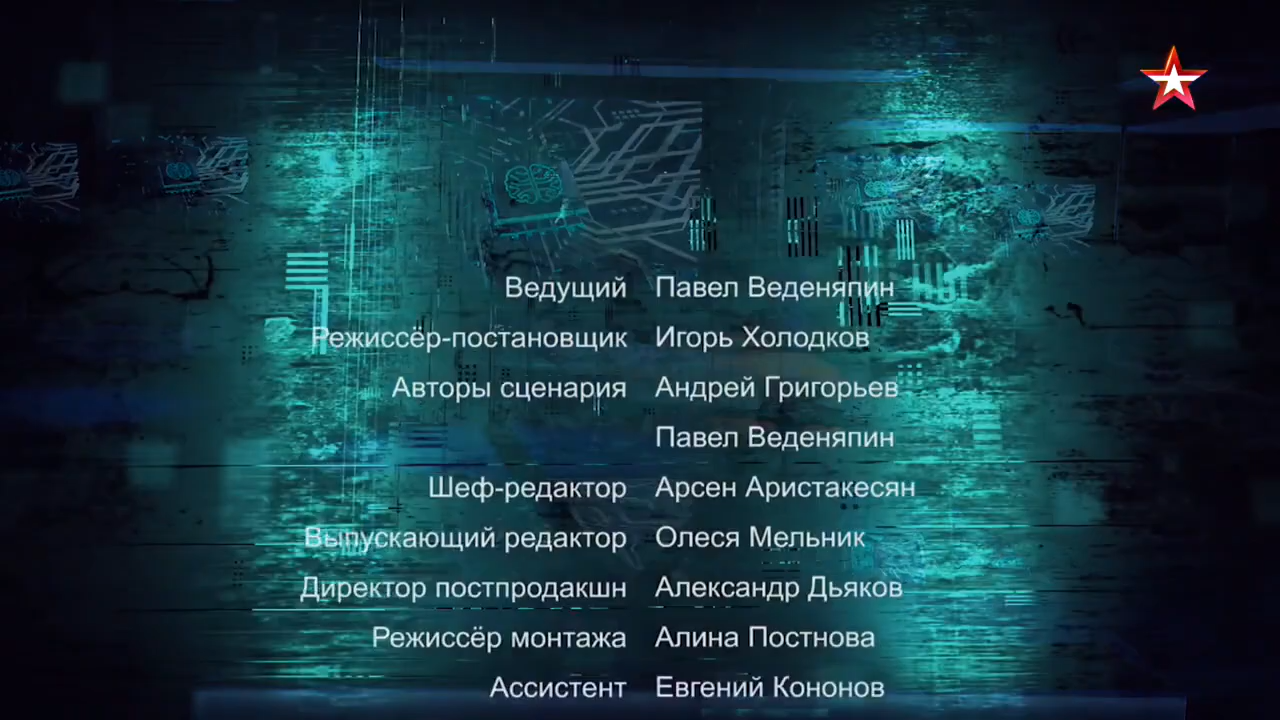 Ведущий Павел Веденяпин
Режиссёр-постановщик Игорь Холодков
Авторы сценария Андрей Григорьев
Павел Веденяпин
Шеф-редактор Арсен Аристакесян
Выпускающий редактор Олеся Мельник
Директор постпродакшн Александр Дьяков
Режиссёр монтажа Алина Постнова
Ассистент Евгений Кононов